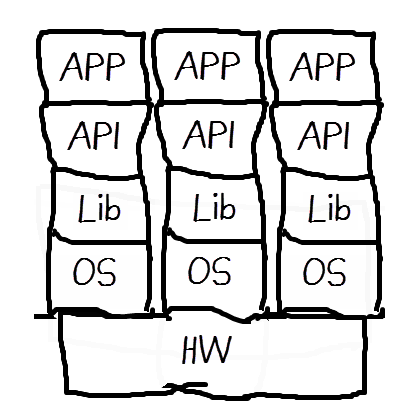 APP APP APP
API API API
Lib Lib Lib
OS OS OS
HW